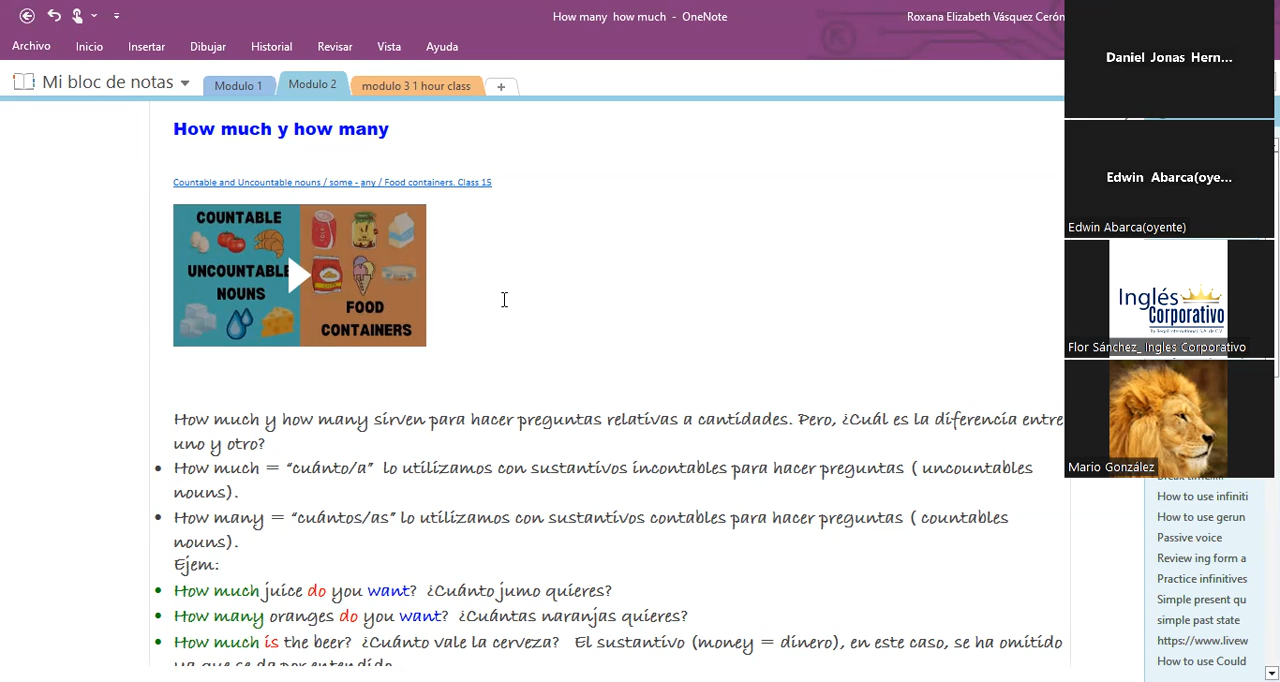 How many how much - OneNote
Roxana Elizabeth Vásquez Cerón
Archivo Inicio Insertar Dibujar Historial Revisar Vista Ayuda
Mi bloc de notas Modulo 1 Modulo 2 modulo 3 1 hour class +
How much y how many
Countable and Uncountable nouns / some - any / Food containers. Class 15
COUNTABLE
UNCOUNTABLE
NOUNS
FOOD
CONTAINERS
How much y how many sirven para hacer preguntas relativas a cantidades. Pero, ¿Cuál es la diferencia entre
uno y otro?
• How much = “cuánto/a” lo utilizamos con sustantivos incontables para hacer preguntas ( uncountables
nouns).
• How many = “cuántos/as” lo utilizamos con sustantivos contables para hacer preguntas ( countables
nouns).
Ejem:
• How much juice do you want? ¿Cuánto jumo quieres?
• How many oranges do you want? ¿Cuántas naranjas quieres?
• How much is the beer? ¿Cuánto vale la cerveza? El sustantivo (money = dinero), en este caso, se ha omitido
ya que se da por entendido.
Daniel Jonas Hern...
Edwin Abarca(oye...
Edwin Abarca(oyente)
Inglés
Corporativo
Flor Sánchez_ Ingles Corporativo
Mario González
How to use infiniti
How to use gerun
Passive voice
Review ing form a
Practice infinitives
Simple present qu
simple past state
https://www.livew
How to use Could